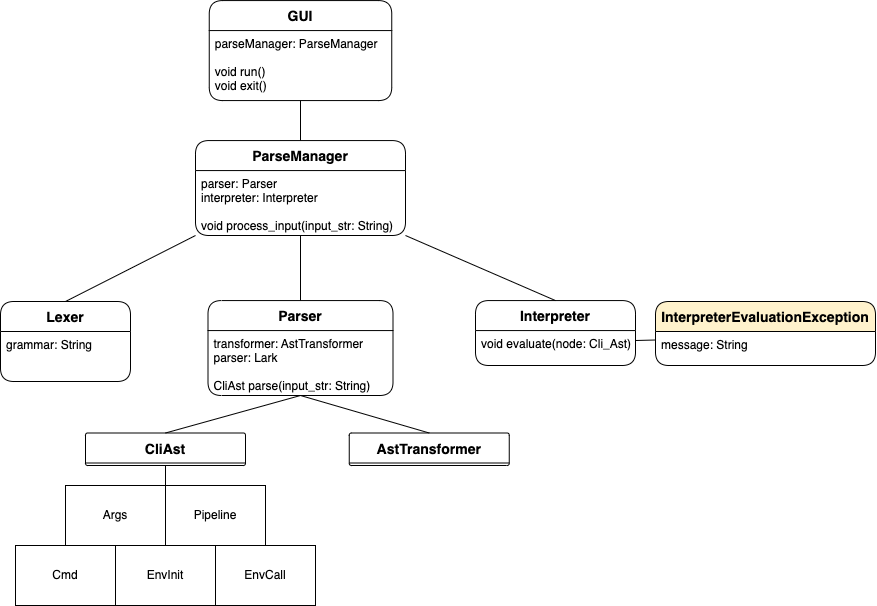 GUI
parseManager: ParseManager
void run()
void exit()
ParseManager
parser: Parser
interpreter: Interpreter
void process_input(input_str: String)
Lexer
grammar: String
Parser
transformer: AstTransformer
parser: Lark
CliAst parse(input_str: String)
Interpreter
void evaluate(node: Cli_Ast)
InterpreterEvaluationException
message: String
CliAst
AstTransformer
Args
Pipeline
Cmd
EnvInit
EnvCall